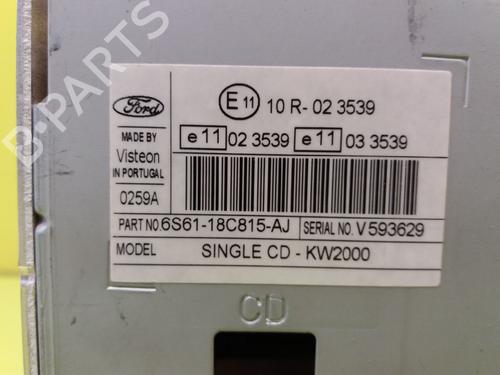 Ford
E 11 10 R- 02 3539
MADE BY
Visteon
IN PORTUGAL
e 11 02 3539 e 11 03 3539
0259A
PART NO. 6S61-18C815-AJ SERIAL NO. V 593629
MODEL SINGLE CD - KW2000
CD
B-Parts